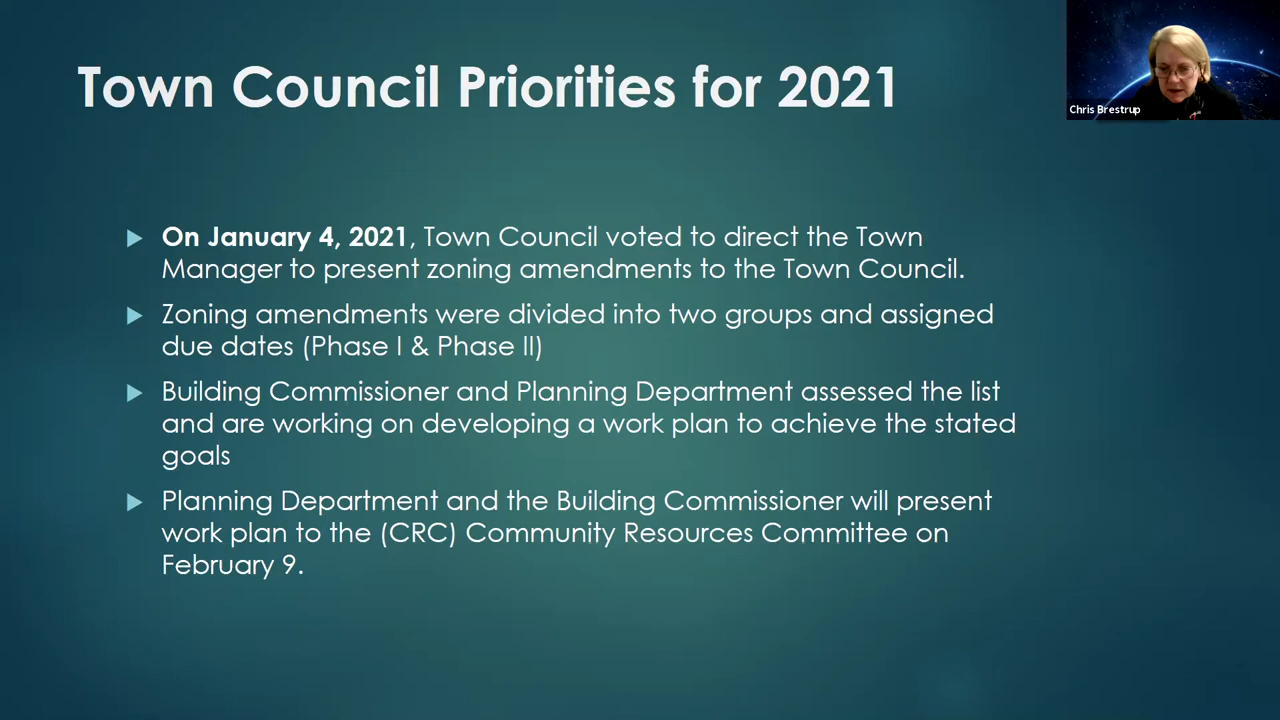 Town Council Priorities for 2021
Chris Brestrup
On January 4, 2021, Town Council voted to direct the Town
Manager to present zoning amendments to the Town Council.
Zoning amendments were divided into two groups and assigned
due dates (Phase I & Phase II)
Building Commissioner and Planning Department assessed the list
and are working on developing a work plan to achieve the stated
goals
Planning Department and the Building Commissioner will present
work plan to the (CRC) Community Resources Committee on
February 9.